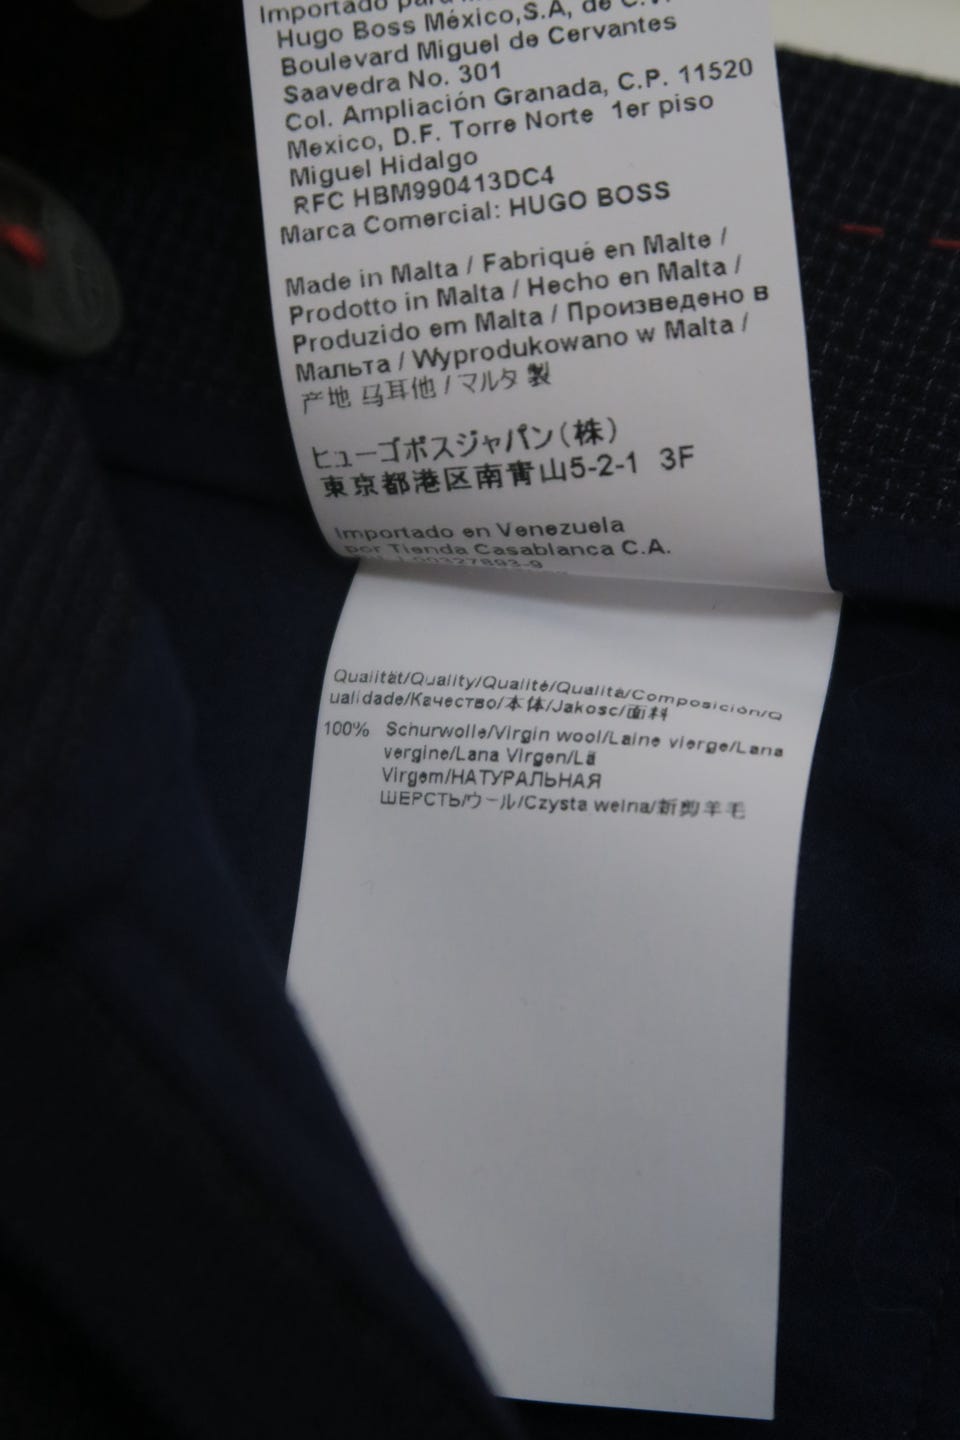 Importado para
Hugo Boss México,S.A, de C.V.
Boulevard Miguel de Cervantes
Saavedra No. 301
Col. Ampliación Granada, C.P. 11520
Mexico, D.F. Torre Norte 1er piso
Miguel Hidalgo
RFC HBM990413DC4
Marca Comercial: HUGO BOSS
Made in Malta / Fabriqué en Malte /
Prodotto in Malta / Hecho en Malta /
Produzido em Malta / Произведено в
Мальта / Wyprodukowano w Malta /
产地 马耳他 / マルタ 製
ヒューゴボスジャパン(株)
東京都港区南青山5-2-1 3F
Importado en Venezuela
por Tienda Casablanca C.A.
00327893-9
Qualität/Quality/Qualité/Qualità/Composición/Q
ualidade/Качество/本体/Jakosc/面料
100% Schurwolle/Virgin wool/Laine vierge/Lana
vergine/Lana Virgen/Lã
Virgem/НАТУРАЛЬНАЯ
ШЕРСТЬ/ウール/Czysta welna/新剪羊毛